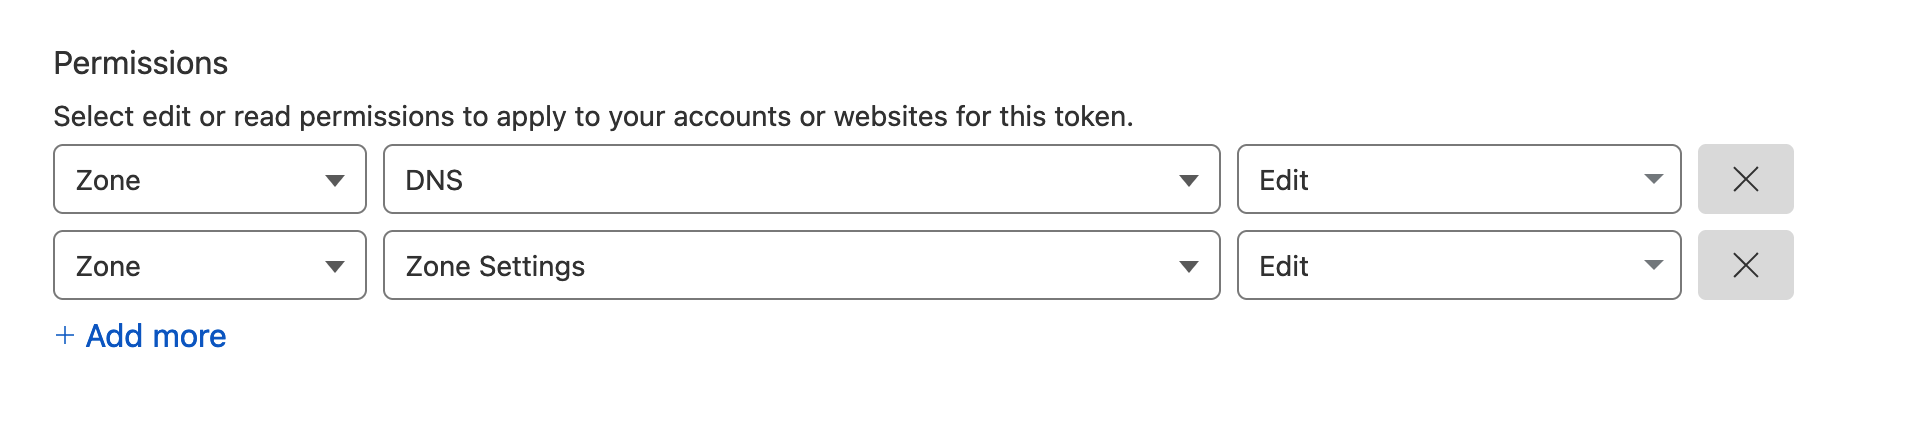 Permissions
Select edit or read permissions to apply to your accounts or websites for this token.
Zone DNS Edit
Zone Zone Settings Edit
+ Add more